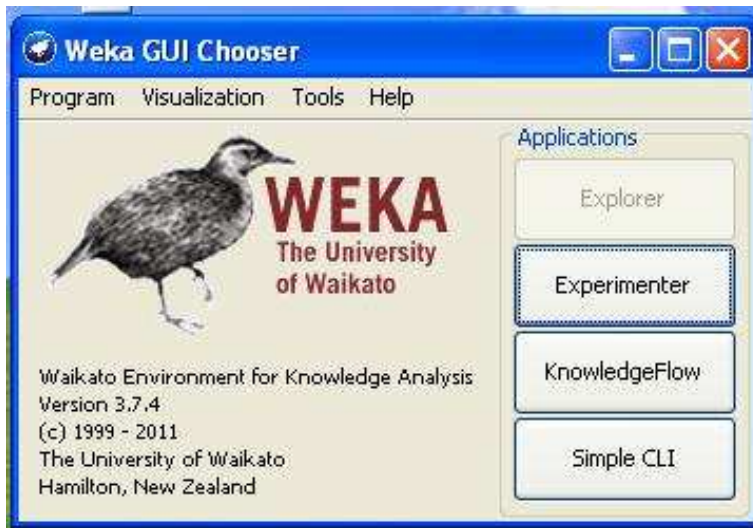 Weka GUI Chooser
Program Visualization Tools Help
WEKA
The University
of Waikato
Waikato Environment for Knowledge Analysis
Version 3.7.4
(c) 1999 - 2011
The University of Waikato
Hamilton, New Zealand
Applications
Explorer
Experimenter
KnowledgeFlow
Simple CLI